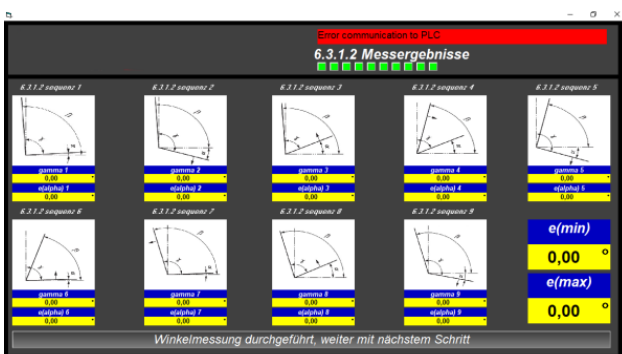 Error communication to PLC
6.3.1.2 Messergebnisse
6.3.1.2 sequenz 1
6.3.1.2 sequenz 2
6.3.1.2 sequenz 3
6.3.1.2 sequenz 4
6.3.1.2 sequenz 5
gamma 1
gamma 2
gamma 3
gamma 4
gamma 5
0,00 °
0,00 °
0,00 °
0,00 °
0,00 °
e(alpha) 1
e(alpha) 2
e(alpha) 3
e(alpha) 4
e(alpha) 5
0,00 °
0,00 °
0,00 °
0,00 °
0,00 °
6.3.1.2 sequenz 6
6.3.1.2 sequenz 7
6.3.1.2 sequenz 8
6.3.1.2 sequenz 9
gamma 6
gamma 7
gamma 8
gamma 9
0,00 °
0,00 °
0,00 °
0,00 °
e(alpha) 6
e(alpha) 7
e(alpha) 8
e(alpha) 9
0,00 °
0,00 °
0,00 °
0,00 °
e(min)
0,00 °
e(max)
0,00 °
Winkelmessung durchgeführt, weiter mit nächstem Schritt